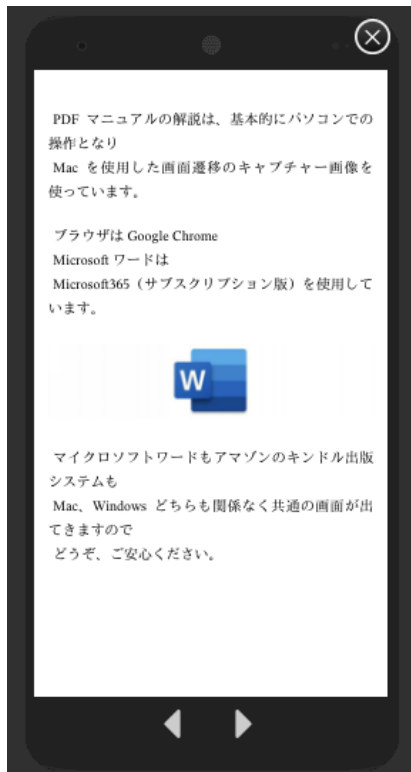 PDF マニュアルの解説は、基本的にパソコンでの
操作となり
Mac を使用した画面遷移のキャプチャー画像を
使っています。
ブラウザは Google Chrome
Microsoft ワードは
Microsoft365（サブスクリプション版）を使用して
います。
W
マイクロソフトワードもアマゾンのキンドル出版
システムも
Mac、Windows どちらも関係なく共通の画面が出
てきますので
どうぞ、ご安心ください。